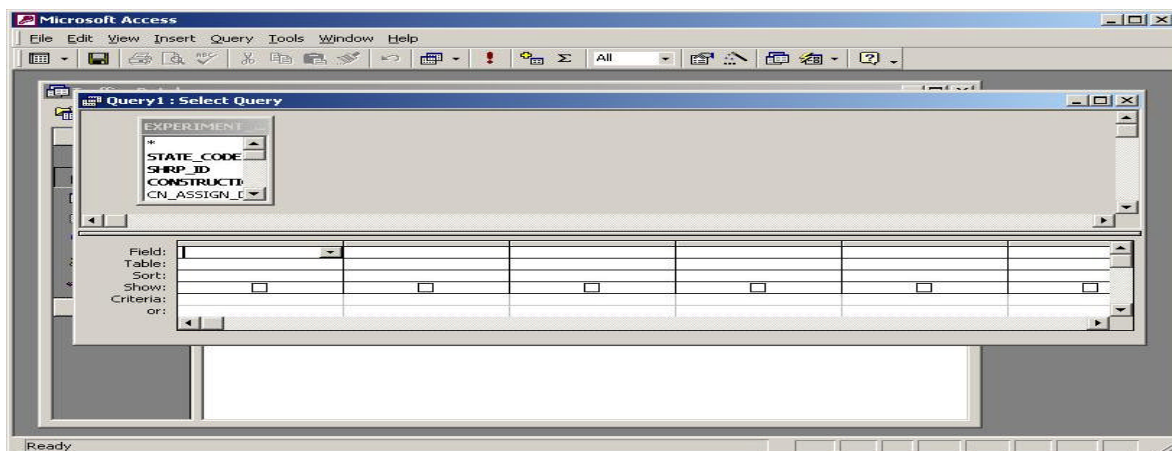 Microsoft Access
File Edit View Insert Query Tools Window Help
All
Query1 : Select Query
EXPERIMENT
*
STATE_CODE
SHRP_ID
CONSTRUCTI
CN_ASSIGN_D
Field:
Table:
Sort:
Show:
Criteria:
or:
Ready